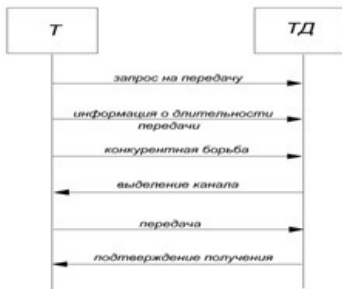 Т
ТД
запрос на передачу
информация о длительности
передачи
конкурентная борьба
выделение канала
передача
подтверждение получения